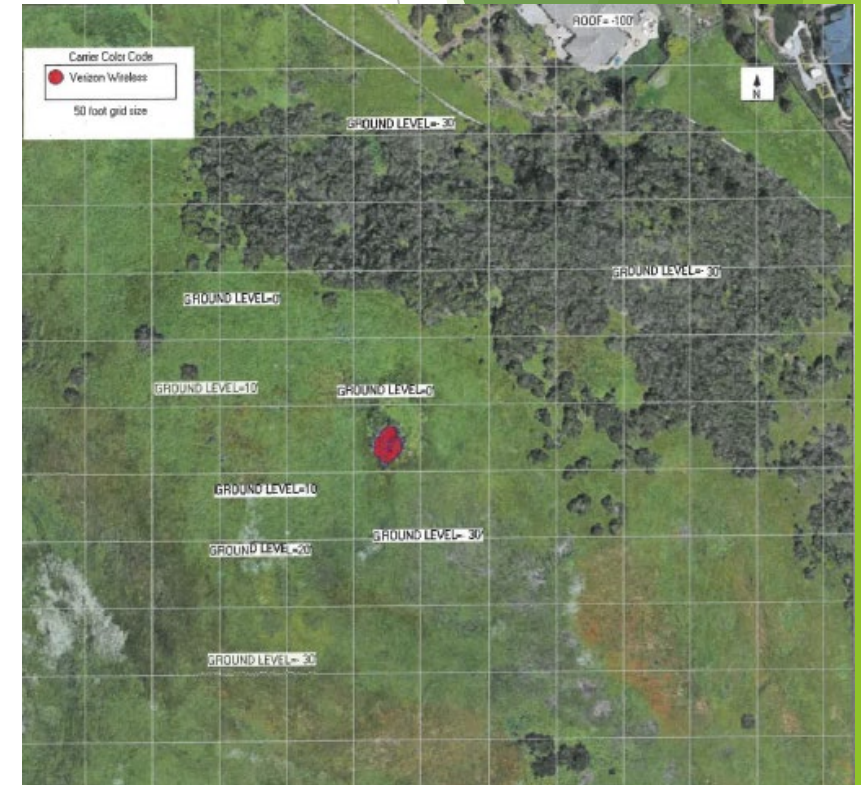 ROOF= -100'
Carrier Color Code
Verizon Wireless
50 foot grid size
N
GROUND LEVEL=- 30'
GROUND LEVEL=- 30'
GROUND LEVEL=0'
GROUND LEVEL=10'
GROUND LEVEL=0'
GROUND LEVEL=10'
GROUND LEVEL=20'
GROUND LEVEL=- 30'
GROUND LEVEL=- 30'